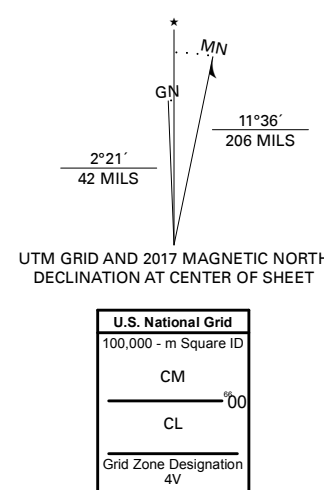 ★
MN
GN
11°36´
206 MILS
2°21´
42 MILS
UTM GRID AND 2017 MAGNETIC NORTH
DECLINATION AT CENTER OF SHEET
U.S. National Grid
100,000 - m Square ID
CM
⁶⁶00
CL
Grid Zone Designation
4V